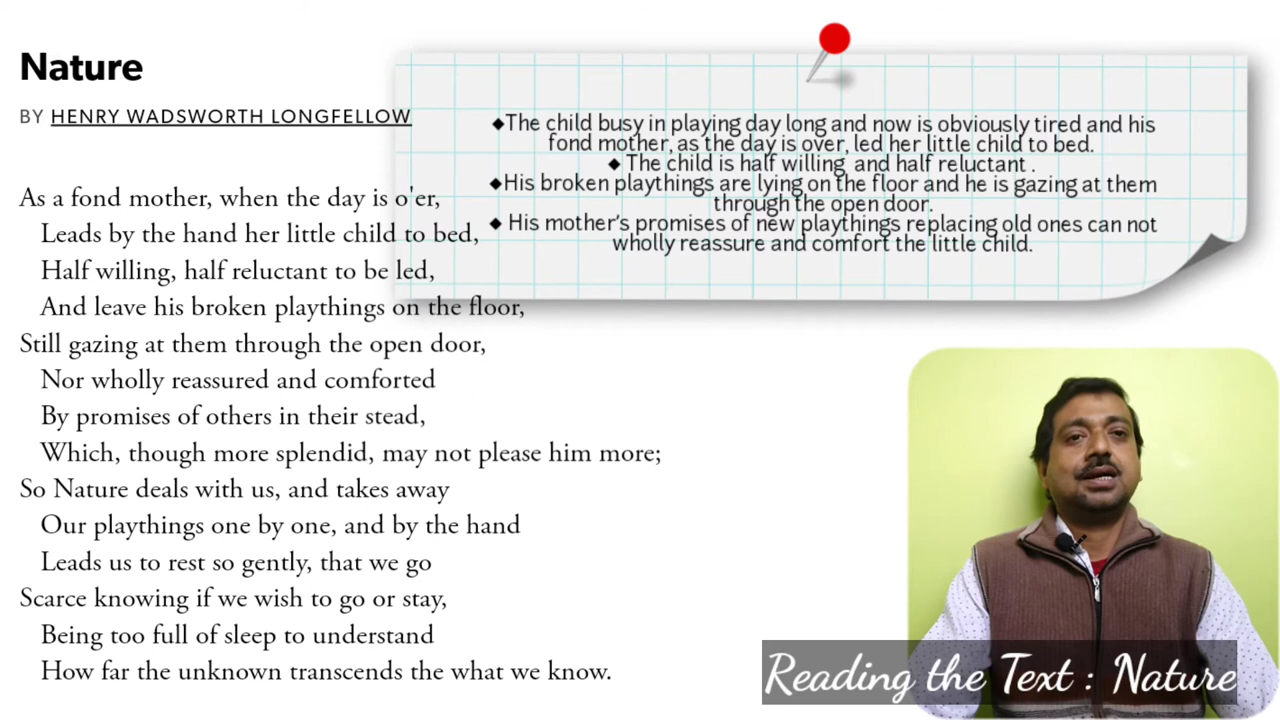 Nature
BY HENRY WADSWORTH LONGFELLOW
As a fond mother, when the day is o'er,
Leads by the hand her little child to bed,
Half willing, half reluctant to be led,
And leave his broken playthings on the floor,
Still gazing at them through the open door,
Nor wholly reassured and comforted
By promises of others in their stead,
Which, though more splendid, may not please him more;
So Nature deals with us, and takes away
Our playthings one by one, and by the hand
Leads us to rest so gently, that we go
Scarce knowing if we wish to go or stay,
Being too full of sleep to understand
How far the unknown transcends the what we know.
◆The child busy in playing day long and now is obviously tired and his
fond mother, as the day is over, led her little child to bed.
◆ The child is half willing and half reluctant .
◆His broken playthings are lying on the floor and he is gazing at them
through the open door.
◆ His mother's promises of new playthings replacing old ones can not
wholly reassure and comfort the little child.
Reading the Text : Nature